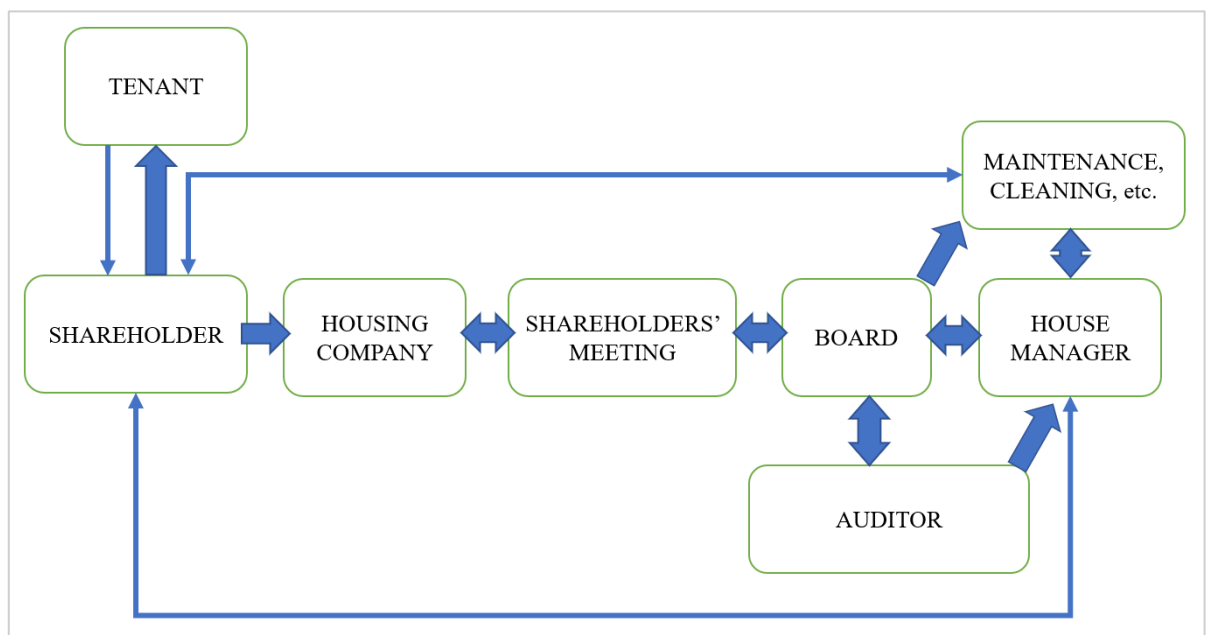 TENANT
MAINTENANCE,
CLEANING, etc.
SHAREHOLDER
HOUSING
COMPANY
SHAREHOLDERS’
MEETING
BOARD
HOUSE
MANAGER
AUDITOR